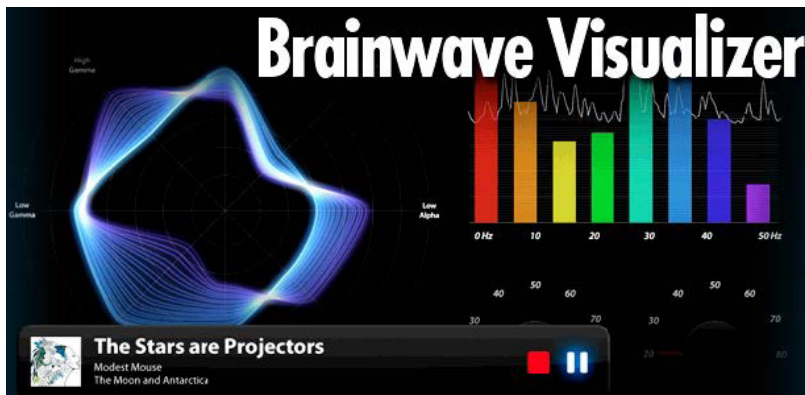 Brainwave Visualizer
High
Gamma
Low
Gamma
Low
Alpha
0 Hz 10 20 30 40 50 Hz
30 40 50 60 70
20 30 40 50 60 70 80
The Stars are Projectors
Modest Mouse
The Moon and Antarctica